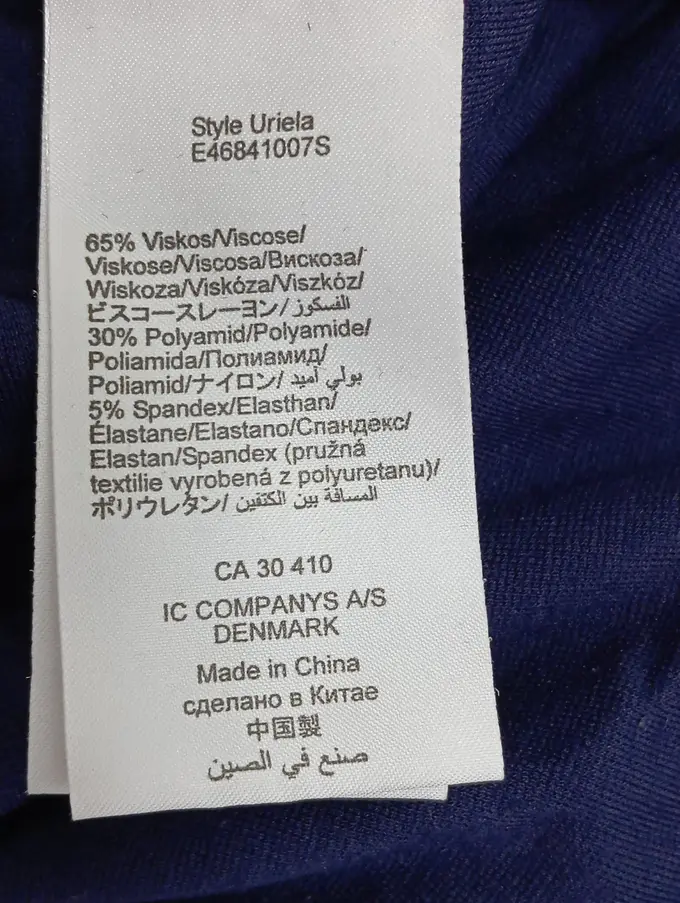 Style Uriela
E46841007S
65% Viskos/Viscose/
Viskose/Viscosa/Вискоза/
Wiskoza/Viskóza/Viszkóz/
ビスコースレーヨン/ الفسكوز
30% Polyamid/Polyamide/
Poliamida/Полиамид/
Poliamid/ナイロン/ بولي أميد
5% Spandex/Elasthan/
Élastane/Elastano/Спандекс/
Elastan/Spandex (pružná
textilie vyrobená z polyuretanu)/
ポリウレタン/ المسافة بين الكتفين
CA 30 410
IC COMPANYS A/S
DENMARK
Made in China
сделано в Китае
中国製
صنع في الصين